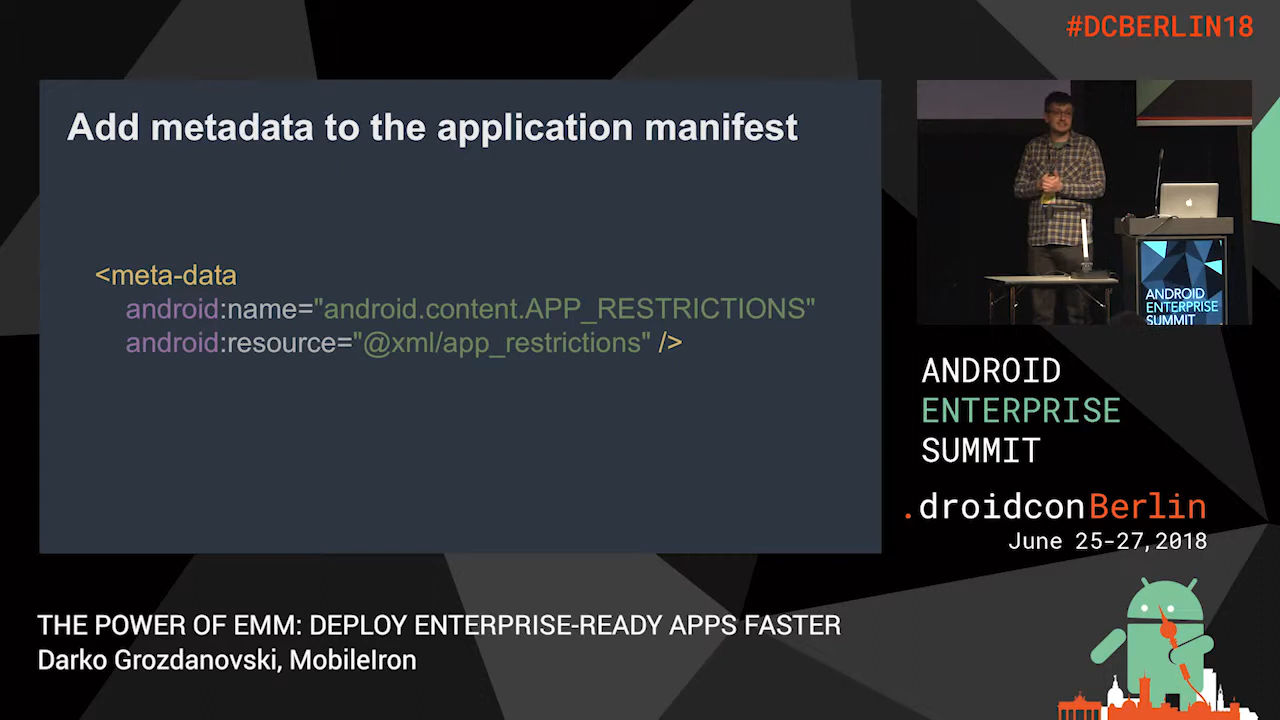 #DCBERLIN18
Add metadata to the application manifest
<meta-data
android:name="android.content.APP_RESTRICTIONS"
android:resource="@xml/app_restrictions" />
ANDROID
ENTERPRISE
SUMMIT
ANDROID
ENTERPRISE
SUMMIT
.droidconBerlin
June 25-27,2018
THE POWER OF EMM: DEPLOY ENTERPRISE-READY APPS FASTER
Darko Grozdanovski, MobileIron